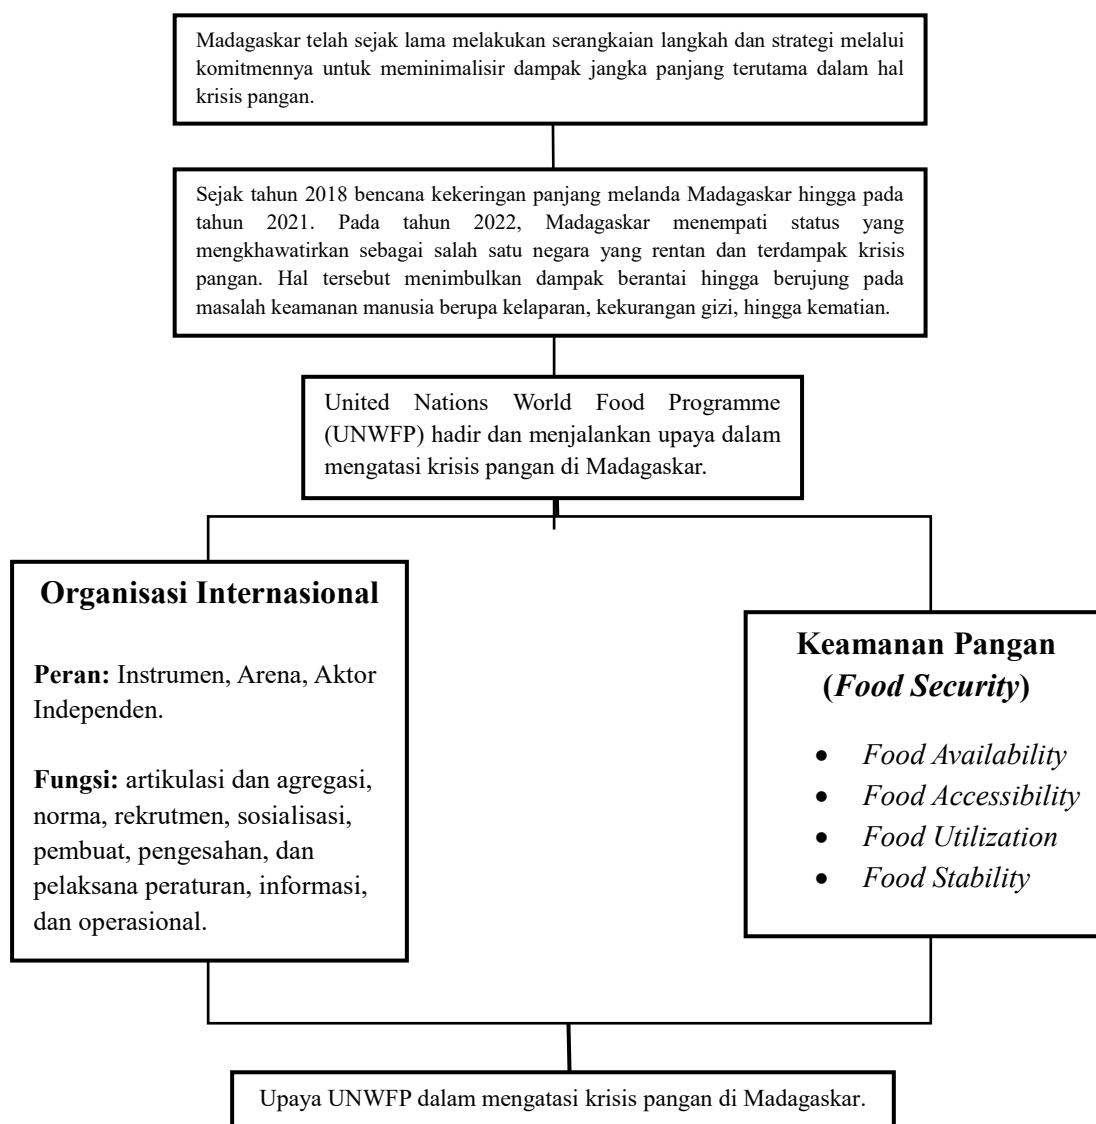 Madagaskar telah sejak lama melakukan serangkaian langkah dan strategi melalui
komitmennya untuk meminimalisir dampak jangka panjang terutama dalam hal
krisis pangan.
Sejak tahun 2018 bencana kekeringan panjang melanda Madagaskar hingga pada
tahun 2021. Pada tahun 2022, Madagaskar menempati status yang
mengkhawatirkan sebagai salah satu negara yang rentan dan terdampak krisis
pangan. Hal tersebut menimbulkan dampak berantai hingga berujung pada
masalah keamanan manusia berupa kelaparan, kekurangan gizi, hingga kematian.
United Nations World Food Programme
(UNWFP) hadir dan menjalankan upaya dalam
mengatasi krisis pangan di Madagaskar.
Organisasi Internasional
Peran: Instrumen, Arena, Aktor
Independen.
Fungsi: artikulasi dan agregasi,
norma, rekrutmen, sosialisasi,
pembuat, pengesahan, dan
pelaksana peraturan, informasi,
dan operasional.
Keamanan Pangan
(Food Security)
• Food Availability
• Food Accessibility
• Food Utilization
• Food Stability
Upaya UNWFP dalam mengatasi krisis pangan di Madagaskar.